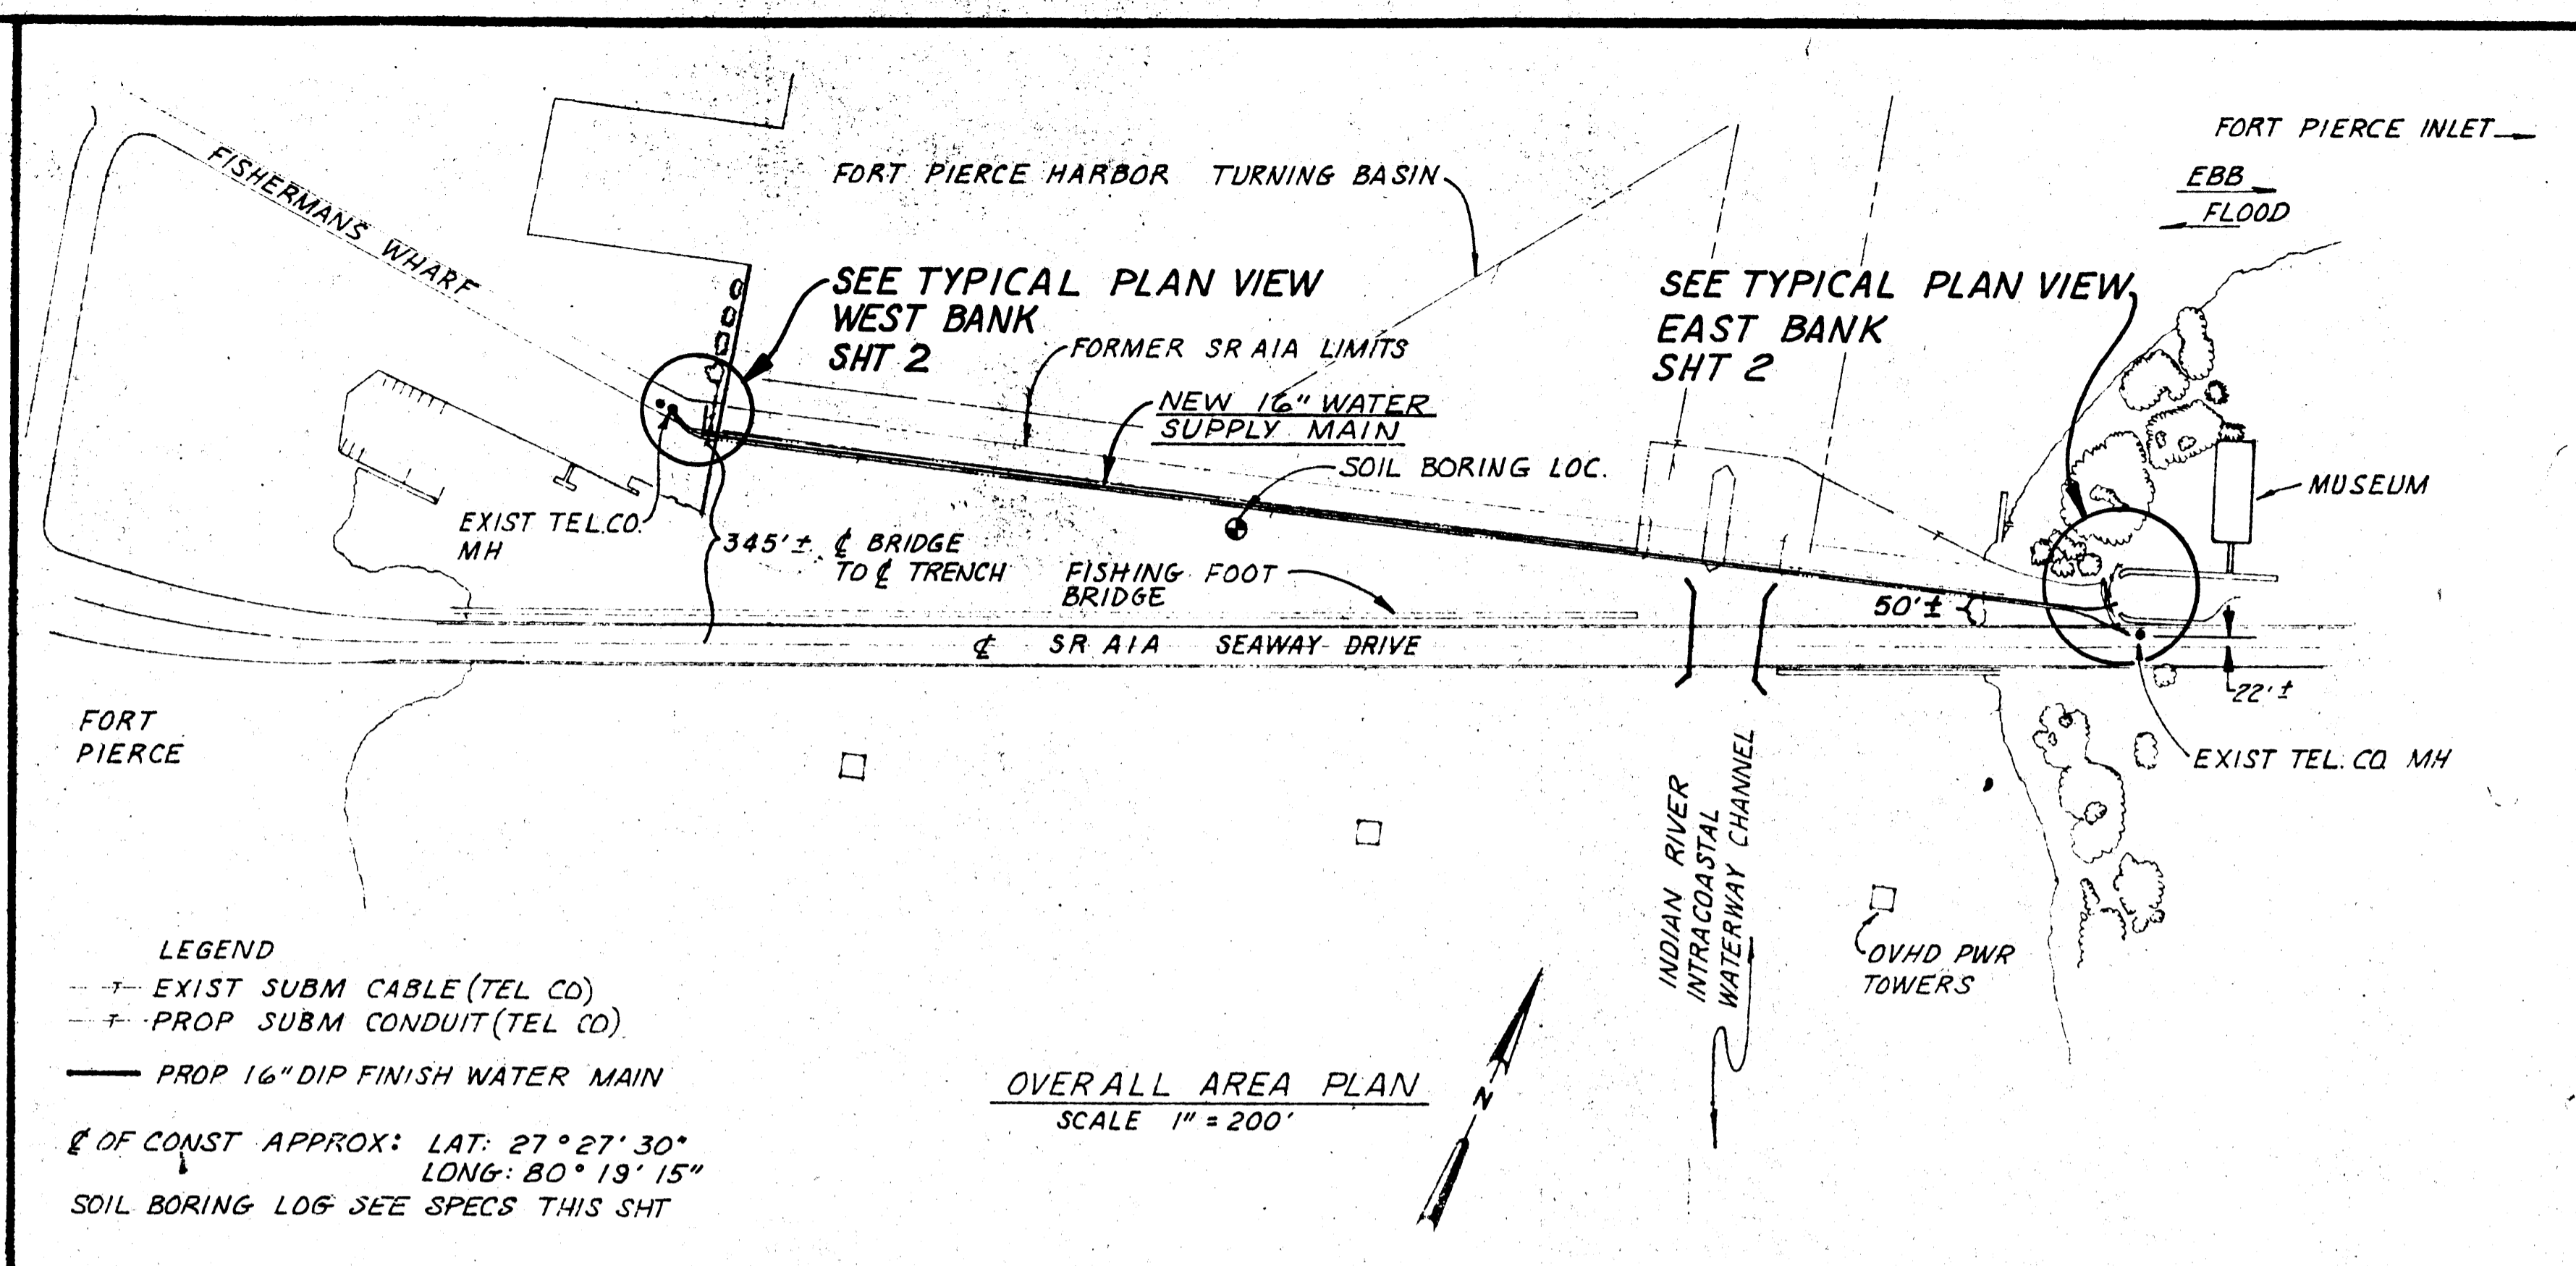 FORT PIERCE INLET
EBB
FLOOD
FORT PIERCE HARBOR TURNING BASIN
FISHERMANS WHARF
SEE TYPICAL PLAN VIEW
WEST BANK
SHT 2
SEE TYPICAL PLAN VIEW
EAST BANK
SHT 2
FORMER SR A1A LIMITS
NEW 16" WATER
SUPPLY MAIN
SOIL BORING LOC.
MUSEUM
EXIST TEL.CO.
MH
345'± ℄ BRIDGE
TO ℄ TRENCH
FISHING FOOT
BRIDGE
50'±
℄ SR A1A SEAWAY DRIVE
22'±
FORT
PIERCE
EXIST TEL. CO. MH
INDIAN RIVER
INTRACOASTAL
WATERWAY CHANNEL
OVHD PWR
TOWERS
LEGEND
-T- EXIST SUBM CABLE (TEL CO)
-T- PROP SUBM CONDUIT (TEL CO)
PROP 16" DIP FINISH WATER MAIN
℄ OF CONST APPROX: LAT: 27° 27' 30"
LONG: 80° 19' 15"
SOIL BORING LOG SEE SPECS THIS SHT
OVERALL AREA PLAN
SCALE 1" = 200'
N